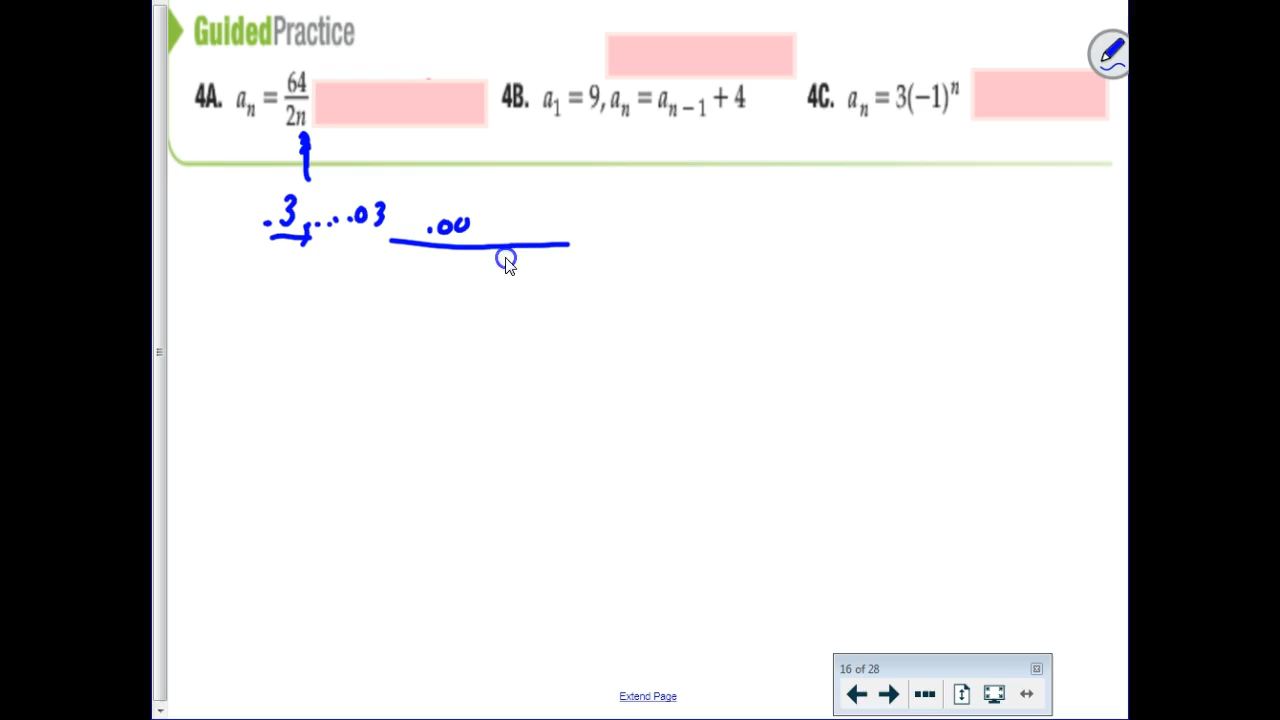 GuidedPractice
4A. aₙ = 64/2n 4B. a₁ = 9, aₙ = aₙ₋₁ + 4 4C. aₙ = 3(−1)ⁿ
.3, .... .03 .00
16 of 28
Extend Page